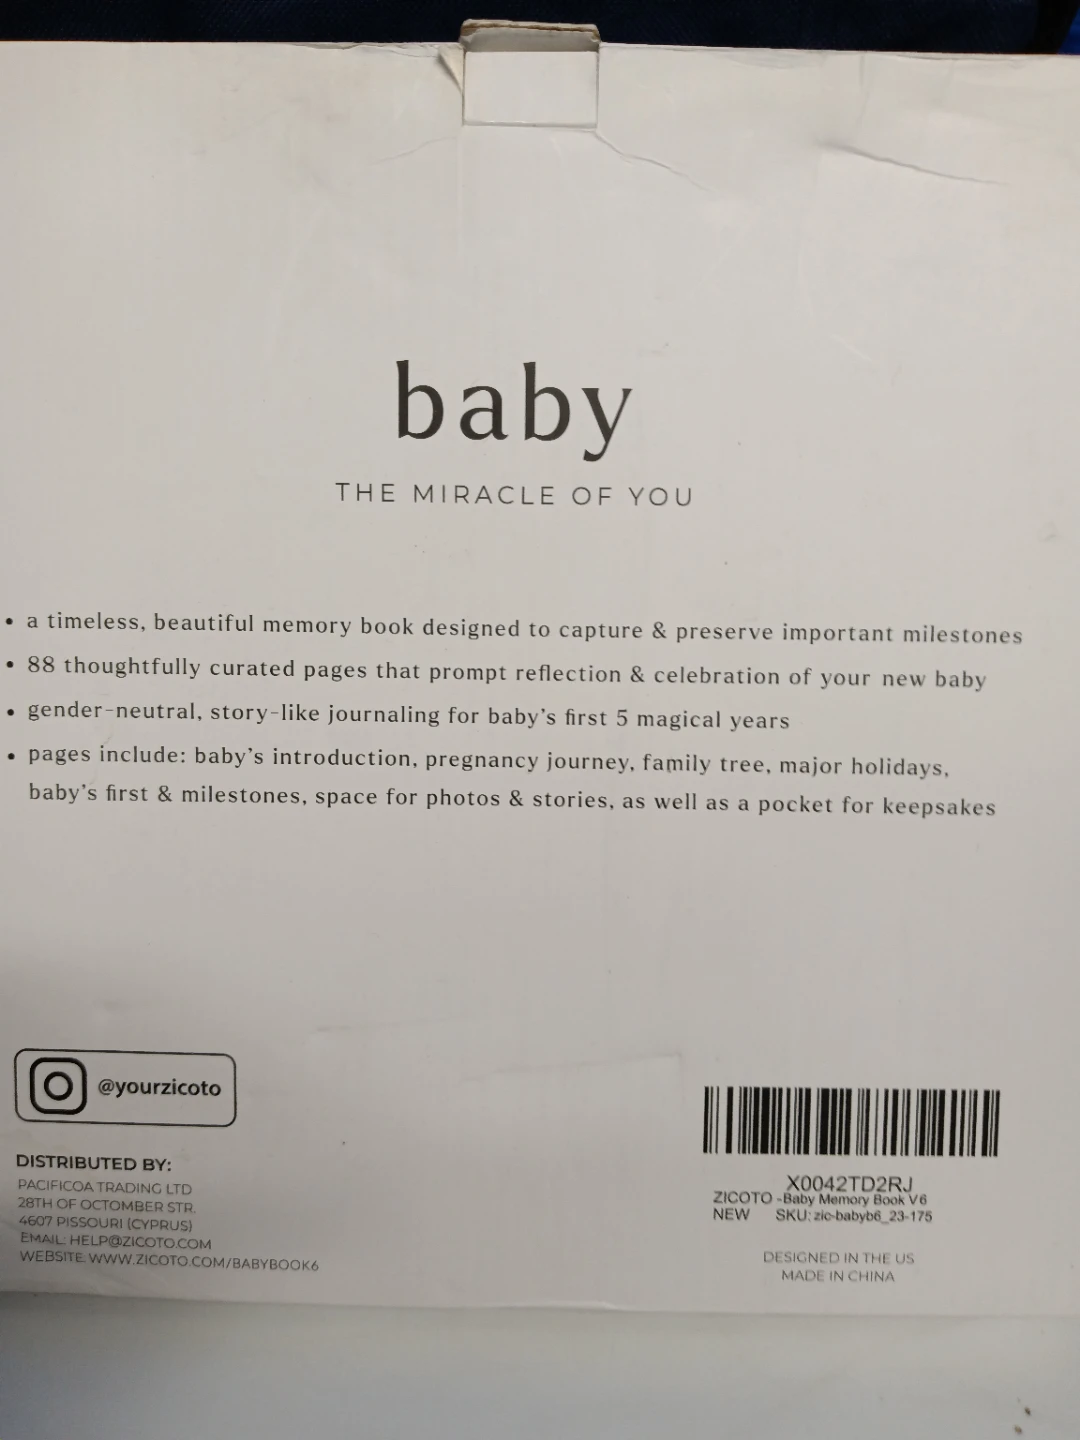 baby
THE MIRACLE OF YOU
• a timeless, beautiful memory book designed to capture & preserve important milestones
• 88 thoughtfully curated pages that prompt reflection & celebration of your new baby
• gender-neutral, story-like journaling for baby's first 5 magical years
• pages include: baby's introduction, pregnancy journey, family tree, major holidays,
baby's first & milestones, space for photos & stories, as well as a pocket for keepsakes
@yourzicoto
DISTRIBUTED BY:
PACIFICOA TRADING LTD
28TH OF OCTOMBER STR.
4607 PISSOURI (CYPRUS)
EMAIL: HELP@ZICOTO.COM
WEBSITE: WWW.ZICOTO.COM/BABYBOOK6
X0042TD2RJ
ZICOTO -Baby Memory Book V6
NEW SKU: zic-babyb6_23-175
DESIGNED IN THE US
MADE IN CHINA